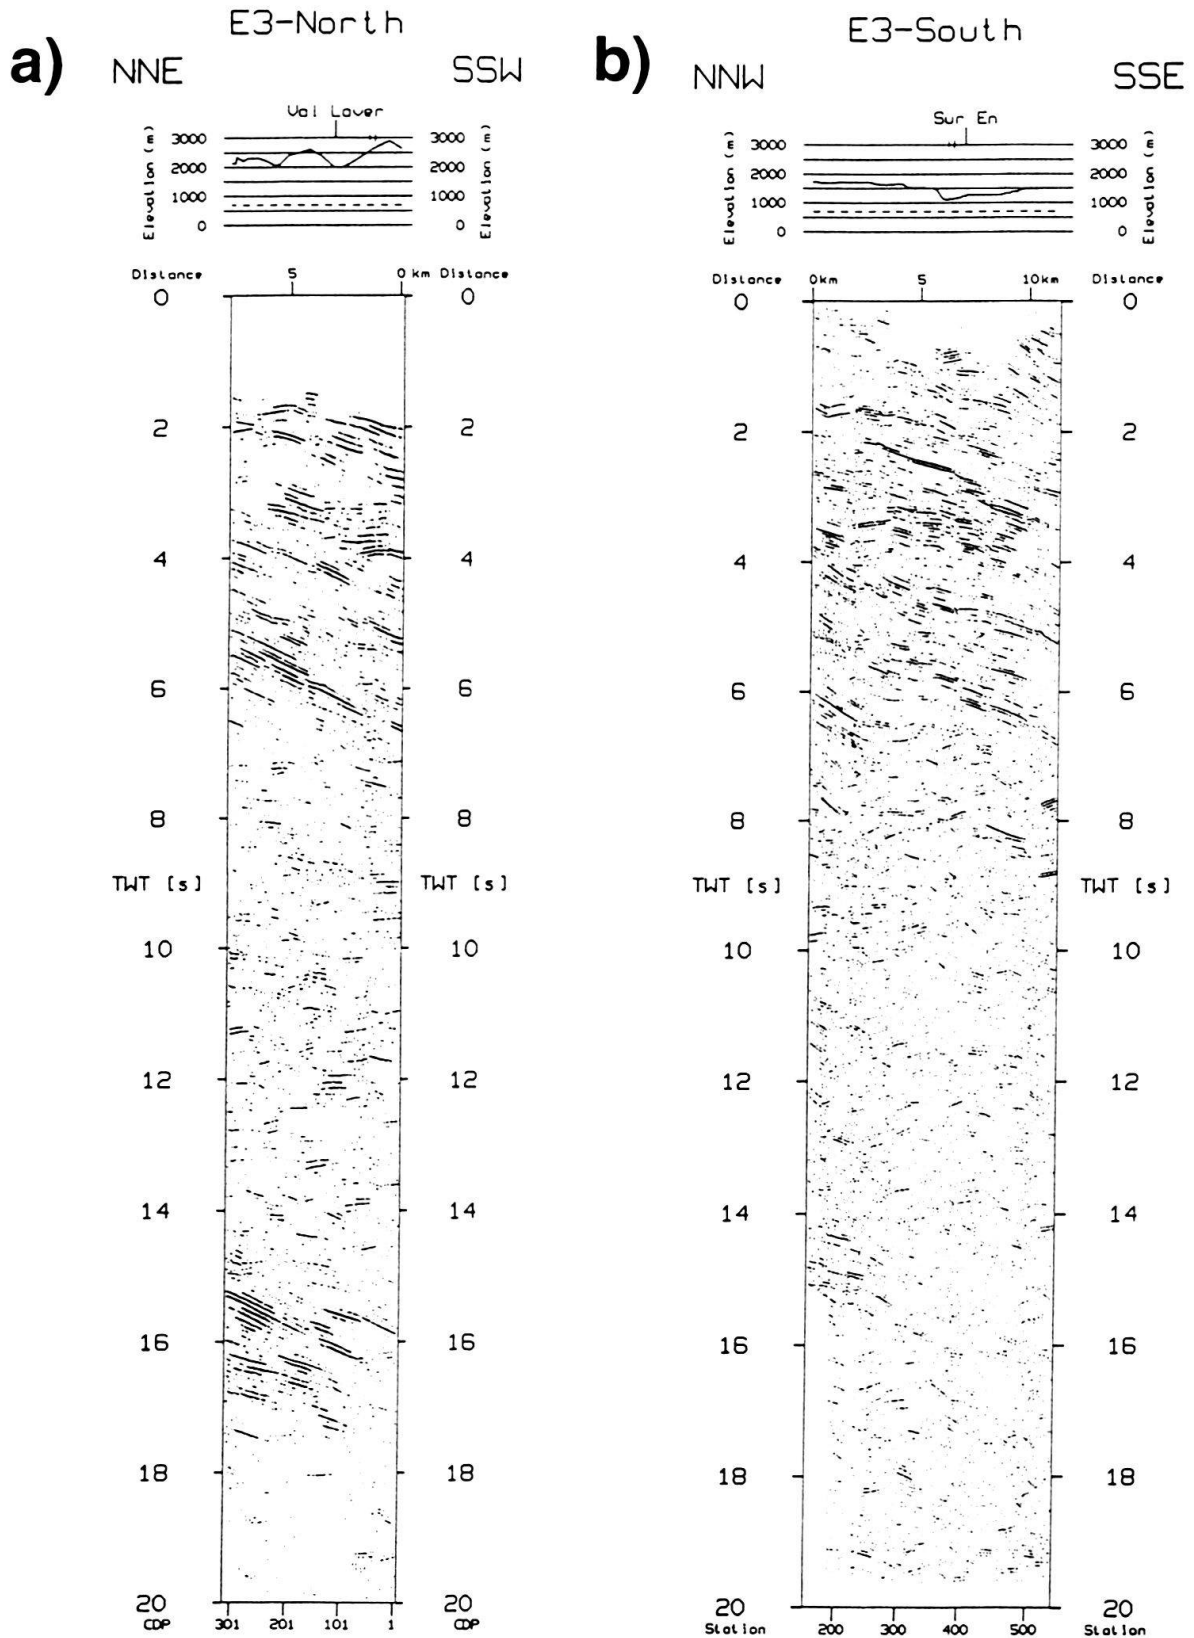 a)
E3-North
NNE SSW
Val Laver
Elevation (m) 3000 2000 1000 0
3000 2000 1000 0 Elevation (m)
Distance 5 0 km Distance
0 0
2 2
4 4
6 6
8 8
TWT [s] TWT [s]
10 10
12 12
14 14
16 16
18 18
20 20
CDP 301 201 101 1 CDP
b)
E3-South
NNW SSE
Sur En
Elevation (m) 3000 2000 1000 0
3000 2000 1000 0 Elevation (m)
Distance 0km 5 10km Distance
0 0
2 2
4 4
6 6
8 8
TWT [s] TWT [s]
10 10
12 12
14 14
16 16
18 18
20 20
Station 200 300 400 500 Station